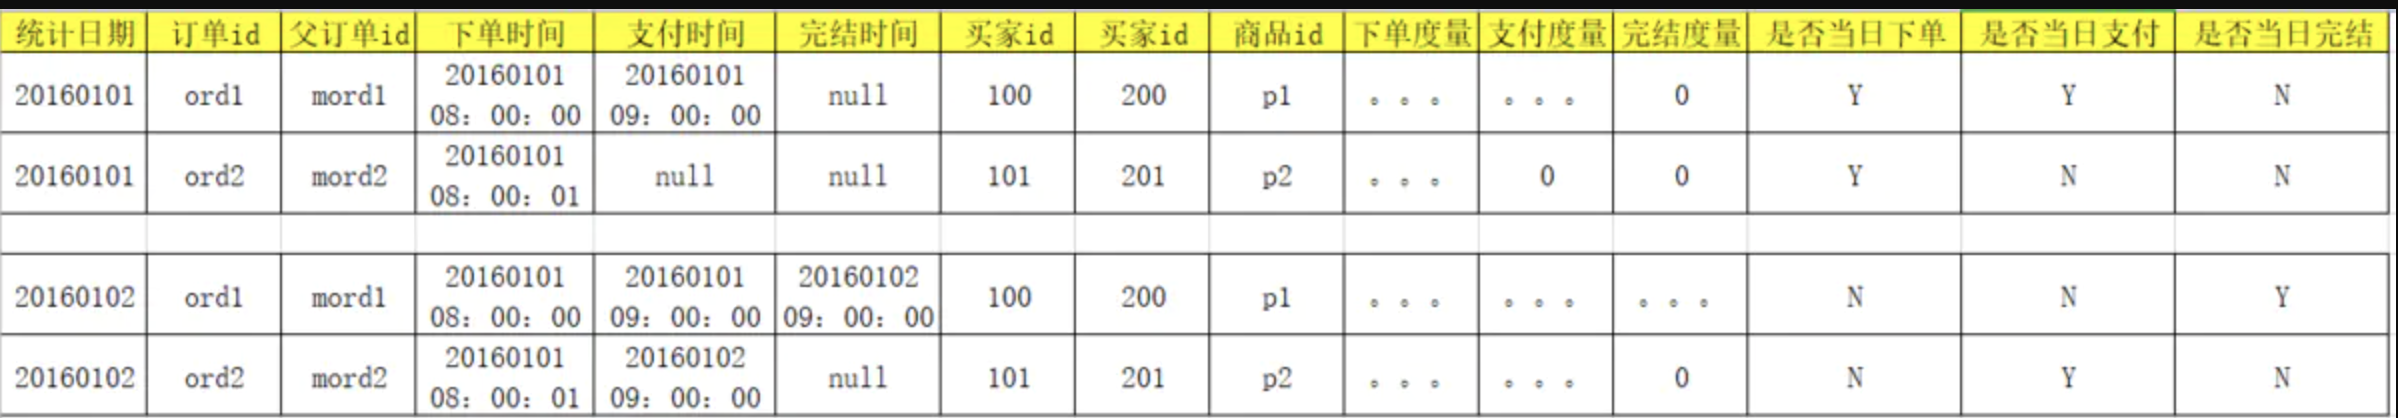 统计日期 订单id 父订单id 下单时间 支付时间 完结时间 买家id 买家id 商品id 下单度量 支付度量 完结度量 是否当日下单 是否当日支付 是否当日完结
20160101 ord1 mord1 20160101 08：00：00 20160101 09：00：00 null 100 200 p1 。。。 。。。 0 Y Y N
20160101 ord2 mord2 20160101 08：00：01 null null 101 201 p2 。。。 0 0 Y N N
20160102 ord1 mord1 20160101 08：00：00 20160101 09：00：00 20160102 09：00：00 100 200 p1 。。。 。。。 。。。 N N Y
20160102 ord2 mord2 20160101 08：00：01 20160102 09：00：00 null 101 201 p2 。。。 。。。 0 N Y N